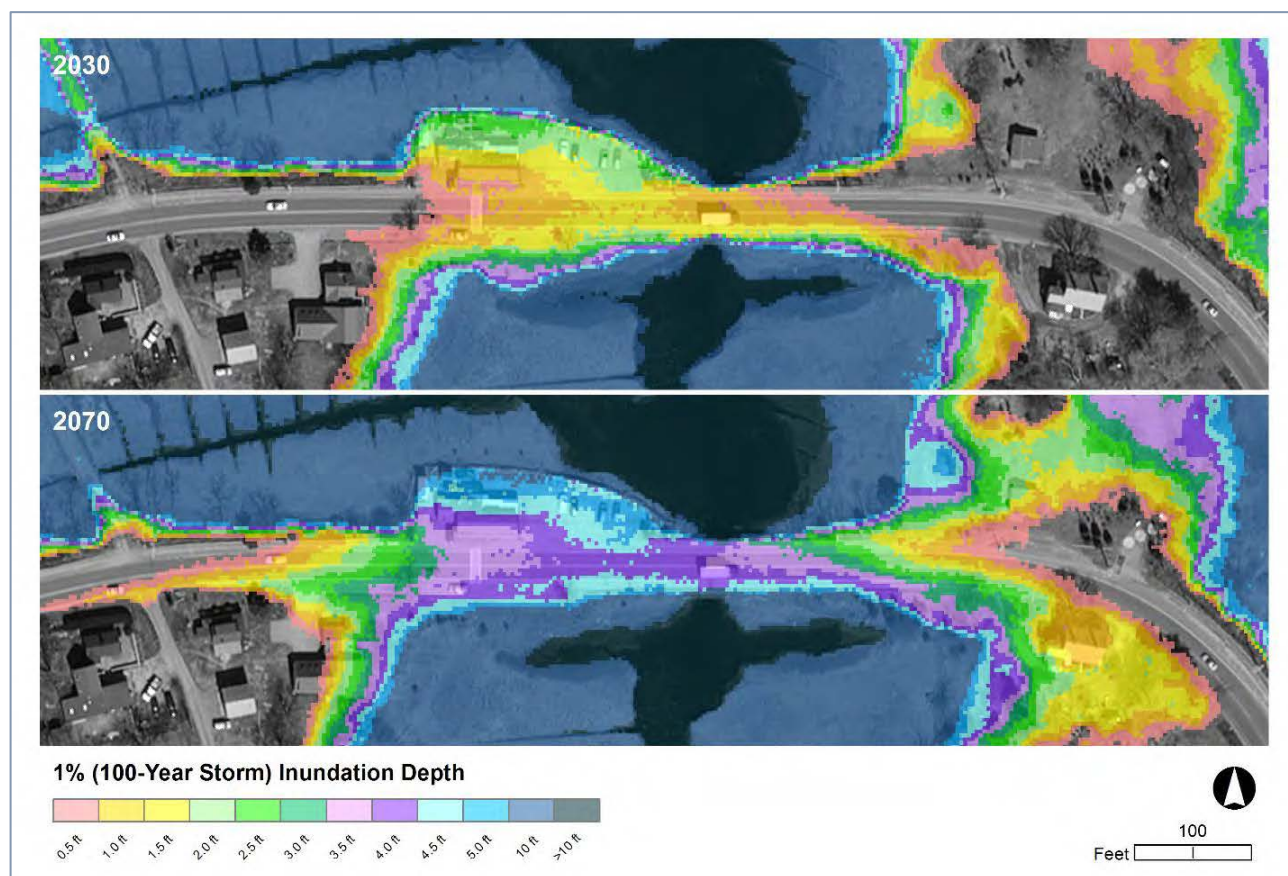 2030
2070
1% (100-Year Storm) Inundation Depth
0.5 ft 1.0 ft 1.5 ft 2.0 ft 2.5 ft 3.0 ft 3.5 ft 4.0 ft 4.5 ft 5.0 ft 10 ft >10 ft
100
Feet